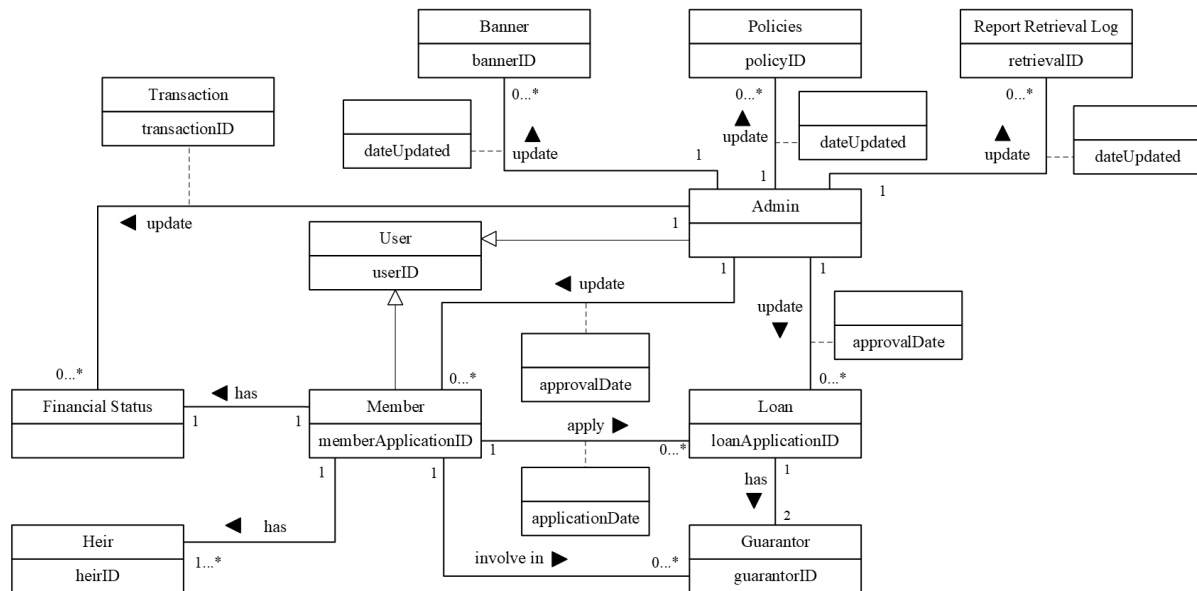 Banner
bannerID
Policies
policyID
Report Retrieval Log
retrievalID
Transaction
transactionID
0...*
0...*
0...*
dateUpdated
update
update
dateUpdated
update
dateUpdated
1
1
1
Admin
update
1
User
userID
1
1
update
update
approvalDate
approvalDate
0...*
0...*
0...*
Financial Status
has
1
1
Member
memberApplicationID
apply
1
0...*
Loan
loanApplicationID
applicationDate
1
1
1
has
2
Heir
heirID
has
1...*
involve in
0...*
Guarantor
guarantorID